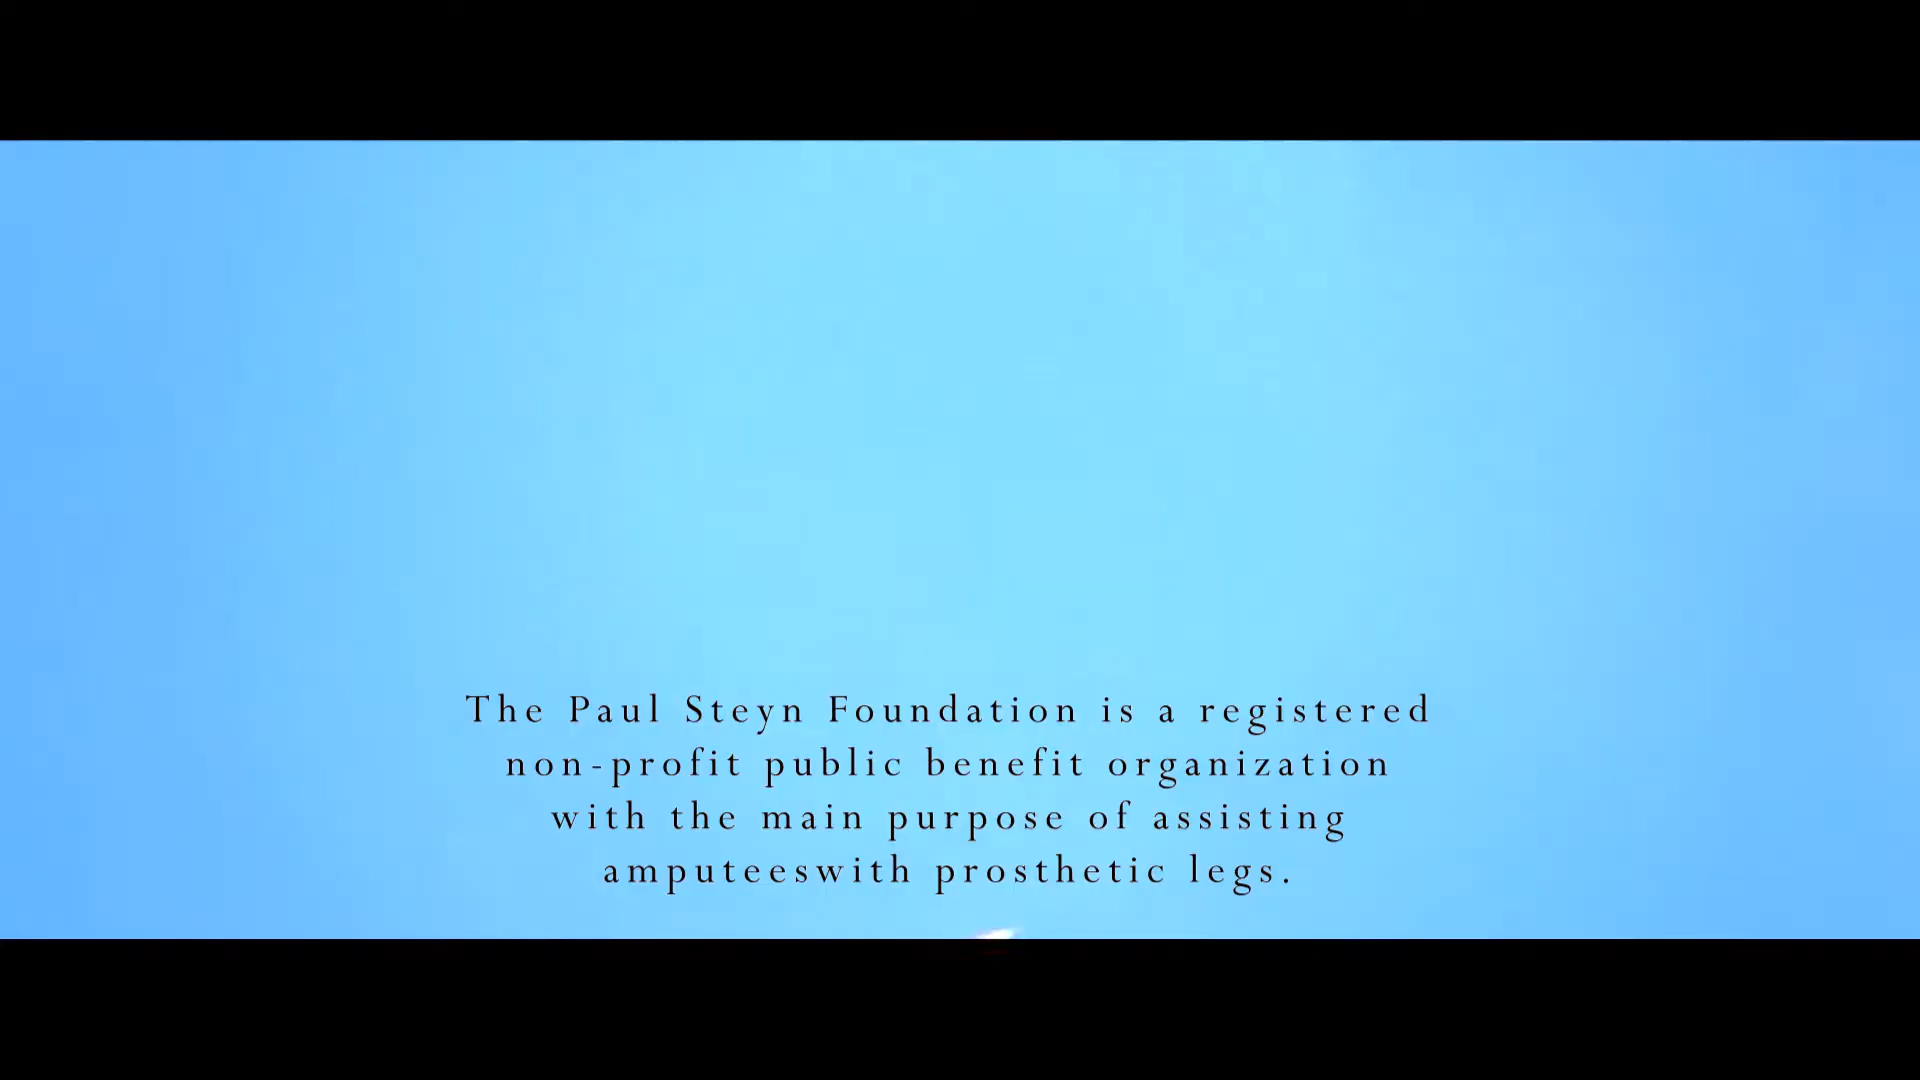 The Paul Steyn Foundation is a registered
non-profit public benefit organization
with the main purpose of assisting
amputeeswith prosthetic legs.